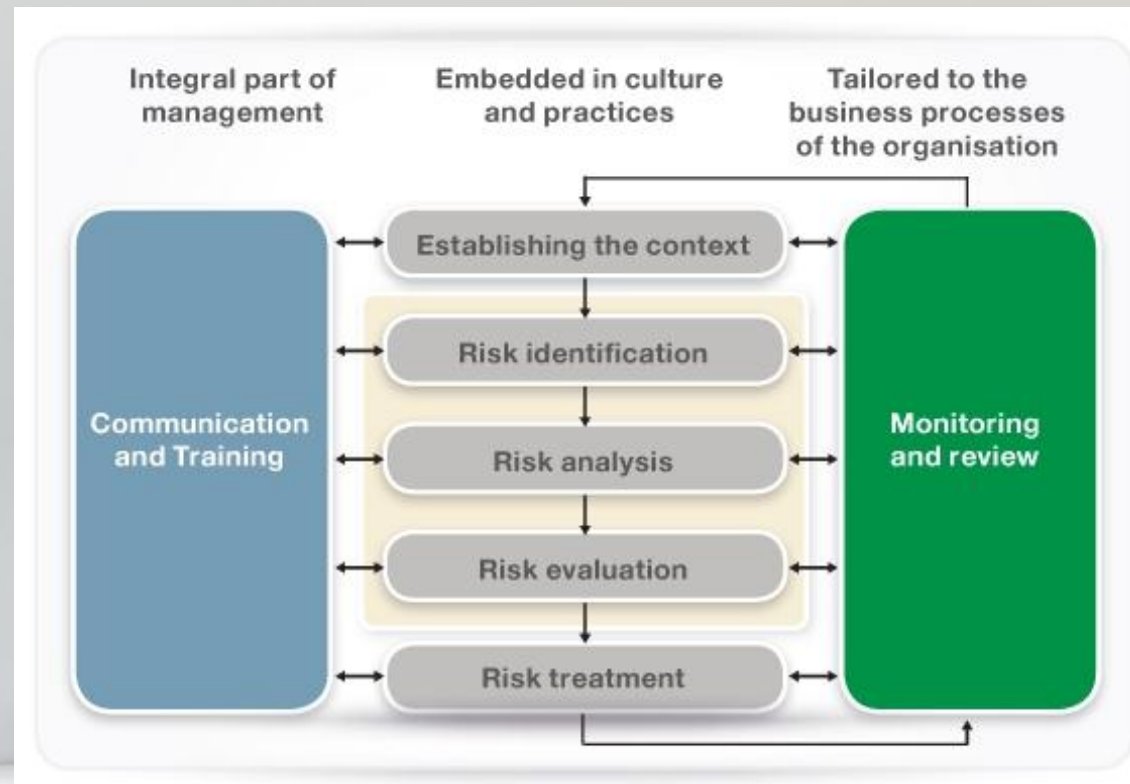 Integral part of
management
Embedded in culture
and practices
Tailored to the
business processes
of the organisation
Establishing the context
Risk identification
Communication
and Training
Risk analysis
Monitoring
and review
Risk evaluation
Risk treatment